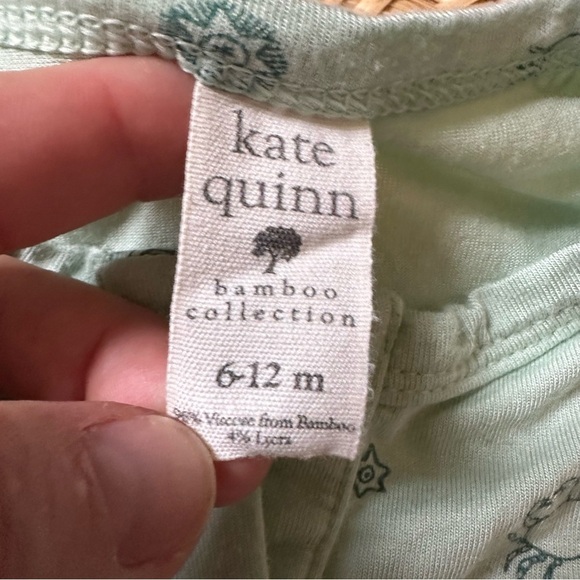 kate
quinn
bamboo
collection
6-12 m
96% Viscose from Bamboo
4% Lycra